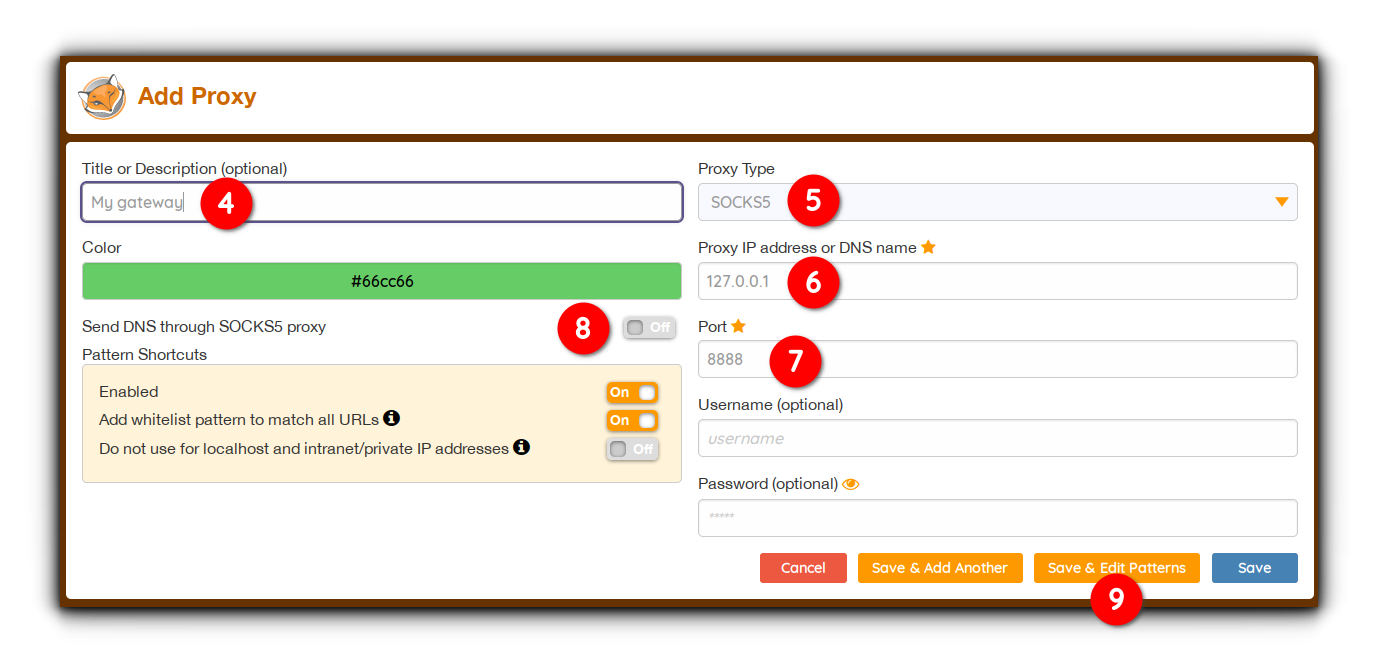 Add Proxy
Title or Description (optional)
My gateway 4
Color
#66cc66
Send DNS through SOCKS5 proxy 8 Off
Pattern Shortcuts
Enabled On
Add whitelist pattern to match all URLs On
Do not use for localhost and intranet/private IP addresses Off
Proxy Type
SOCKS5 5
Proxy IP address or DNS name
127.0.0.1 6
Port
8888 7
Username (optional)
username
Password (optional)
*****
Cancel Save & Add Another Save & Edit Patterns Save
9